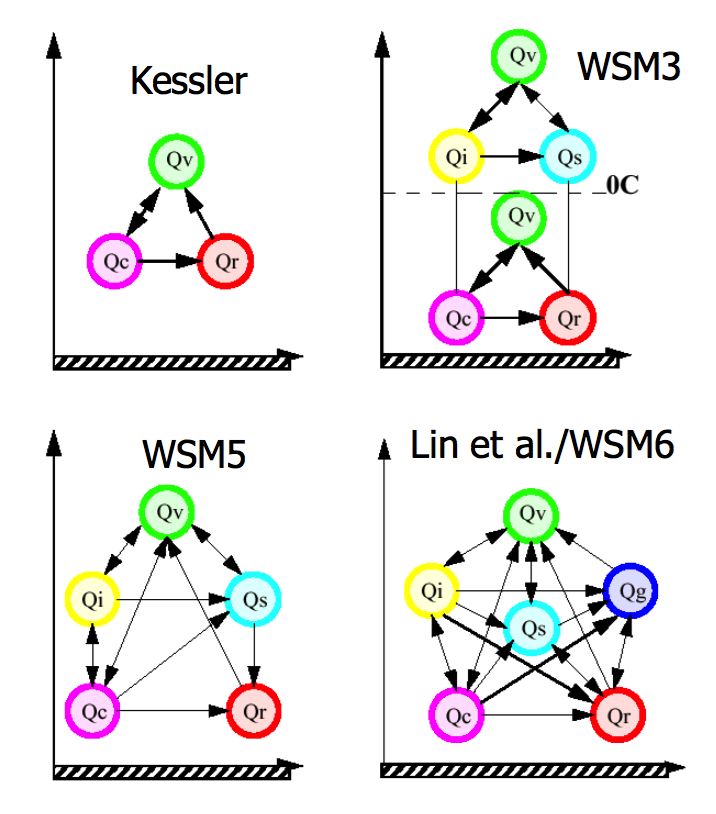 Kessler
Qv
Qc
Qr
WSM3
Qv
Qi
Qs
0C
Qv
Qc
Qr
WSM5
Qv
Qi
Qs
Qc
Qr
Lin et al./WSM6
Qv
Qi
Qg
Qs
Qc
Qr